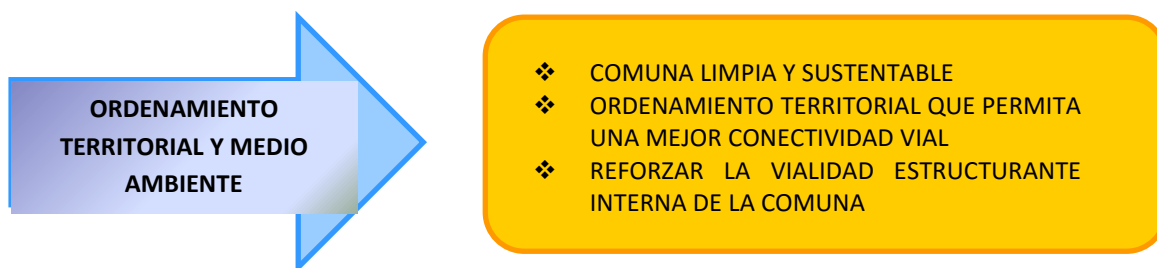 ORDENAMIENTO
TERRITORIAL Y MEDIO
AMBIENTE
❖ COMUNA LIMPIA Y SUSTENTABLE
❖ ORDENAMIENTO TERRITORIAL QUE PERMITA
UNA MEJOR CONECTIVIDAD VIAL
❖ REFORZAR LA VIALIDAD ESTRUCTURANTE
INTERNA DE LA COMUNA